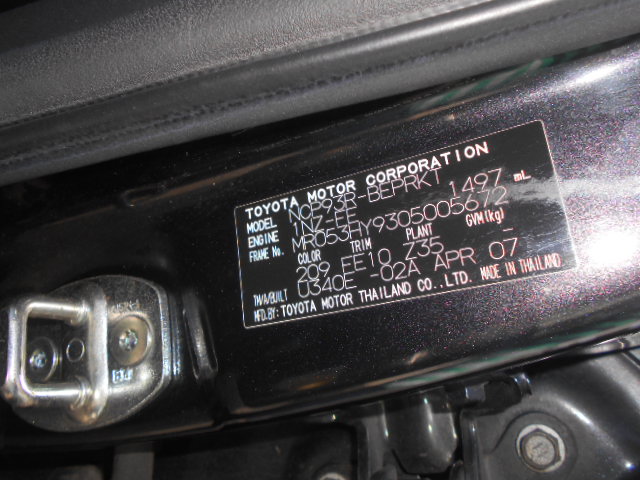 TOYOTA MOTOR CORPORATION
MODEL NCP93R-BEPRKT
ENGINE 1NZ-FE 1497 mL
FRAME No. MR053HY9305005672
COLOR TRIM PLANT GVM(kg)
209 EE10 Z35 -
T/A/BUILT U340E -02A APR 07
MFD.BY: TOYOTA MOTOR THAILAND CO.,LTD. MADE IN THAILAND